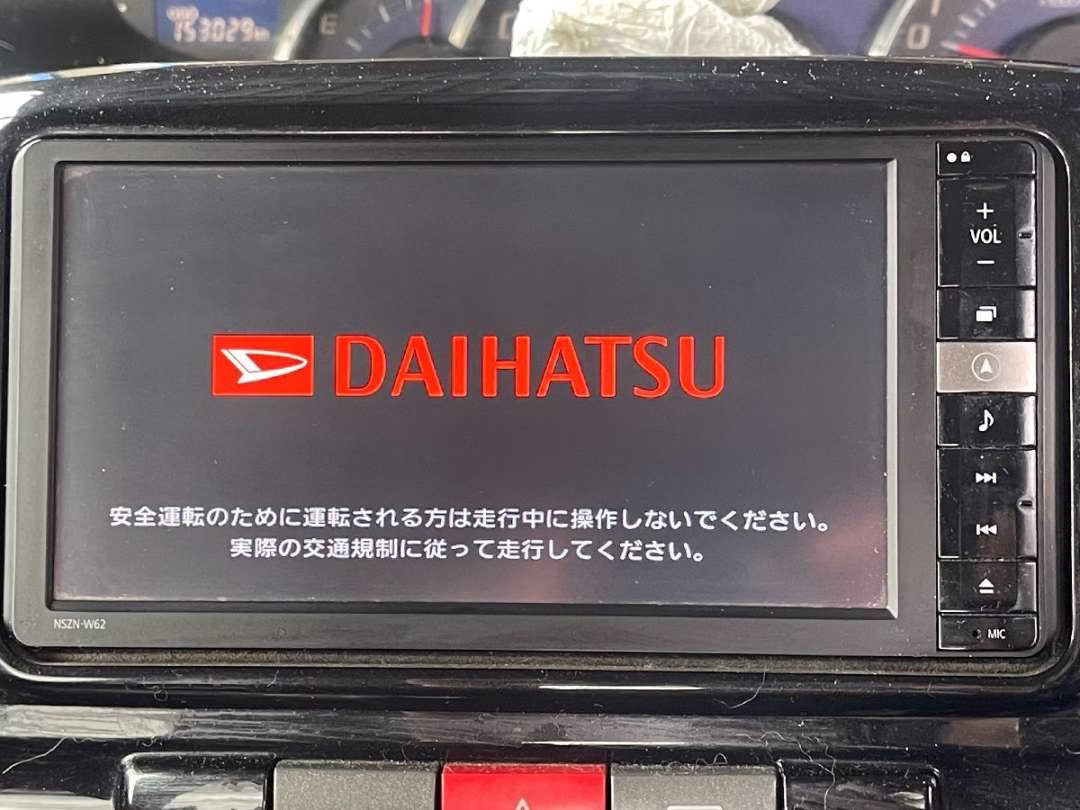 153029km
E
0
DAIHATSU
安全運転のために運転される方は走行中に操作しないでください。
実際の交通規制に従って走行してください。
+
VOL
−
NSZN-W62
MIC